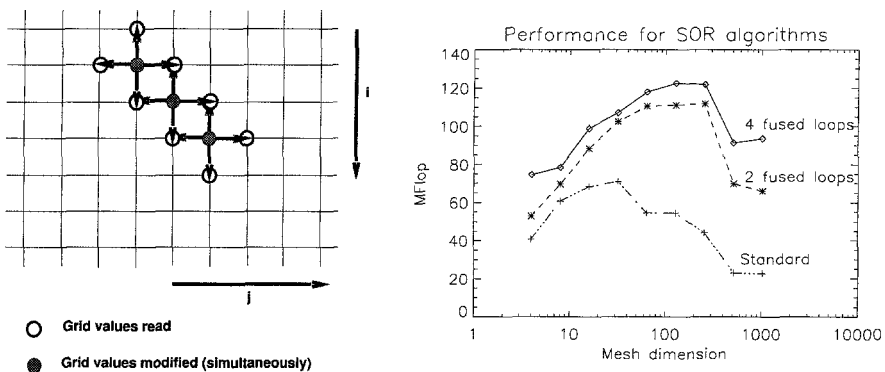 i
j
Grid values read
Grid values modified (simultaneously)
Performance for SOR algorithms
140
120
100
80
60
40
20
0
MFlop
4 fused loops
2 fused loops
Standard
1 10 100 1000 10000
Mesh dimension